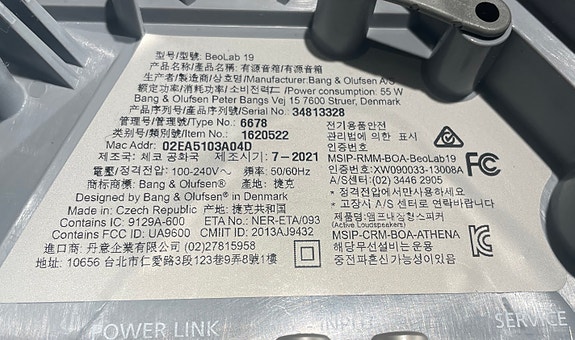 型号/型號: BeoLab 19
产品名称/產品名稱: 有源音箱/有源音箱
生产者/製造商/상호명/Manufacturer:Bang & Olufsen A/S
额定功率/消耗功率/소비전력 /Power consumption: 55 W
Bang & Olufsen Peter Bangs Vej 15 7600 Struer, Denmark
产品序列号/產品序列號/Serial No.: 34813328
管理号/管理號/Type No.: 6678
类别号/類別號/Item No.: 1620522
Mac Addr: 02EA5103A04D
제조국: 체코 공화국 제조시기: 7-2021
電壓/정격전압: 100-240V~ 頻率: 50/60Hz
商标商標: Bang & Olufsen® 產地: 捷克
Designed by Bang & Olufsen® in Denmark
Made in: Czech Republic 产地: 捷克共和国
Contains IC: 9129A-600 ETA No.: NER-ETA/093
Contains FCC ID: UA9600 CMIIT ID: 2013AJ9432
進口商: 丹意企業有限公司 (02)27815958
地址: 10656 台北市仁愛路3段123巷9弄8號1樓
전기용품안전
관리법에 의한 표시
인증번호
MSIP-RMM-BOA-BeoLab19
인증번호: XW090033-13008A
A/S센터: (02) 3446 2905
* 정격전압에서만사용하세요
* 고장시 A/S센터로 연락바랍니다
제품명:앰프내장형스피커
(Active Loudspeakers)
MSIP-CRM-BOA-ATHENA
해당무선설비는운용
중전파혼신가능성이있음
FC
POWER LINK
SERVICE